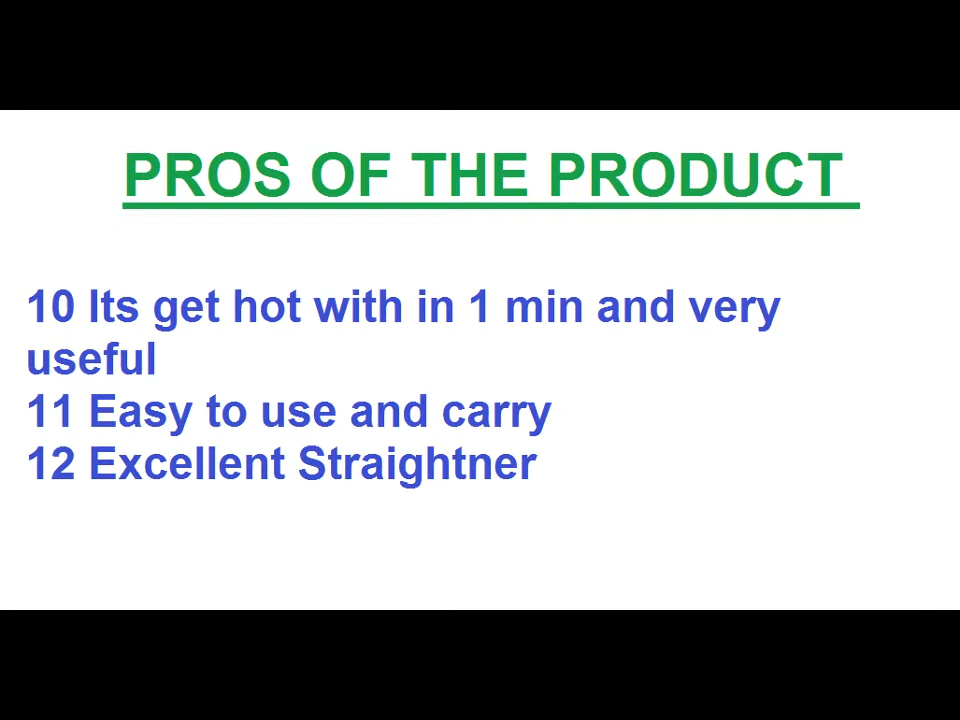 PROS OF THE PRODUCT
10 Its get hot with in 1 min and very
useful
11 Easy to use and carry
12 Excellent Straightner